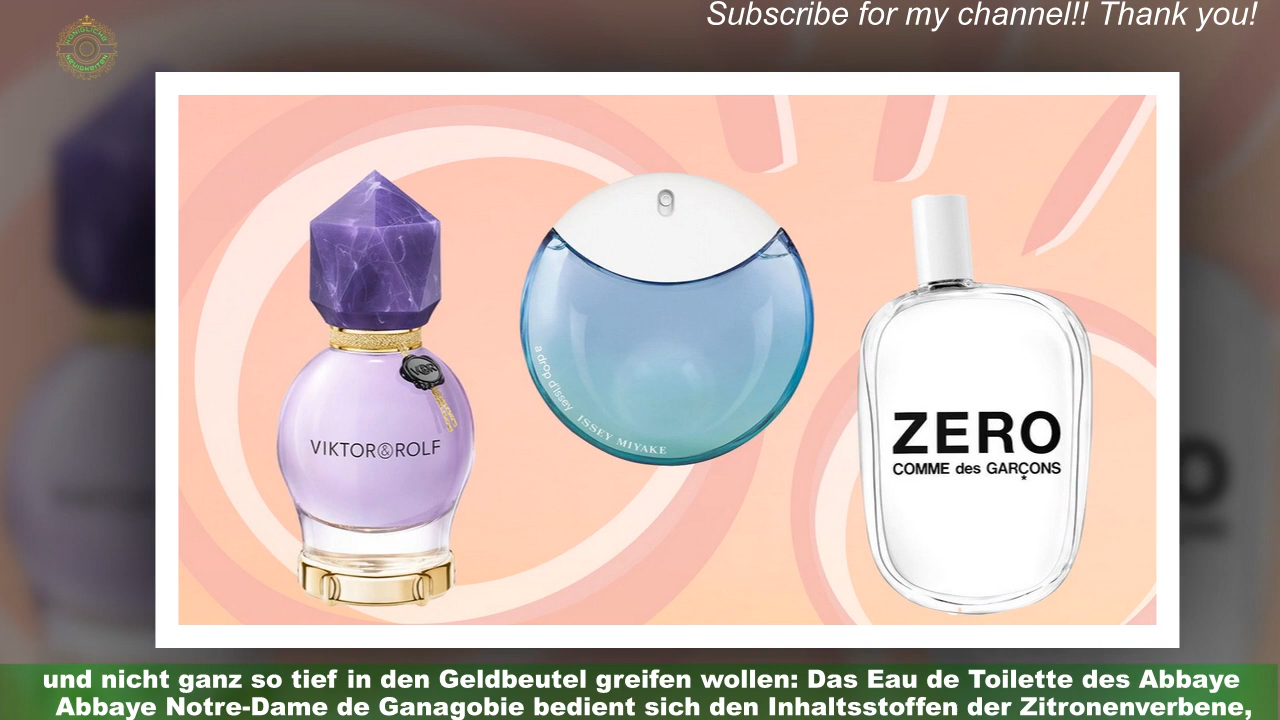 Subscribe for my channel!! Thank you!
KÖNIGLICHE
NEUIGKEITEN
a drop d'Issey
ISSEY MIYAKE
VIKTOR&ROLF
ZERO
COMME des GARÇONS
und nicht ganz so tief in den Geldbeutel greifen wollen: Das Eau de Toilette des Abbaye
Abbaye Notre-Dame de Ganagobie bedient sich den Inhaltsstoffen der Zitronenverbene,